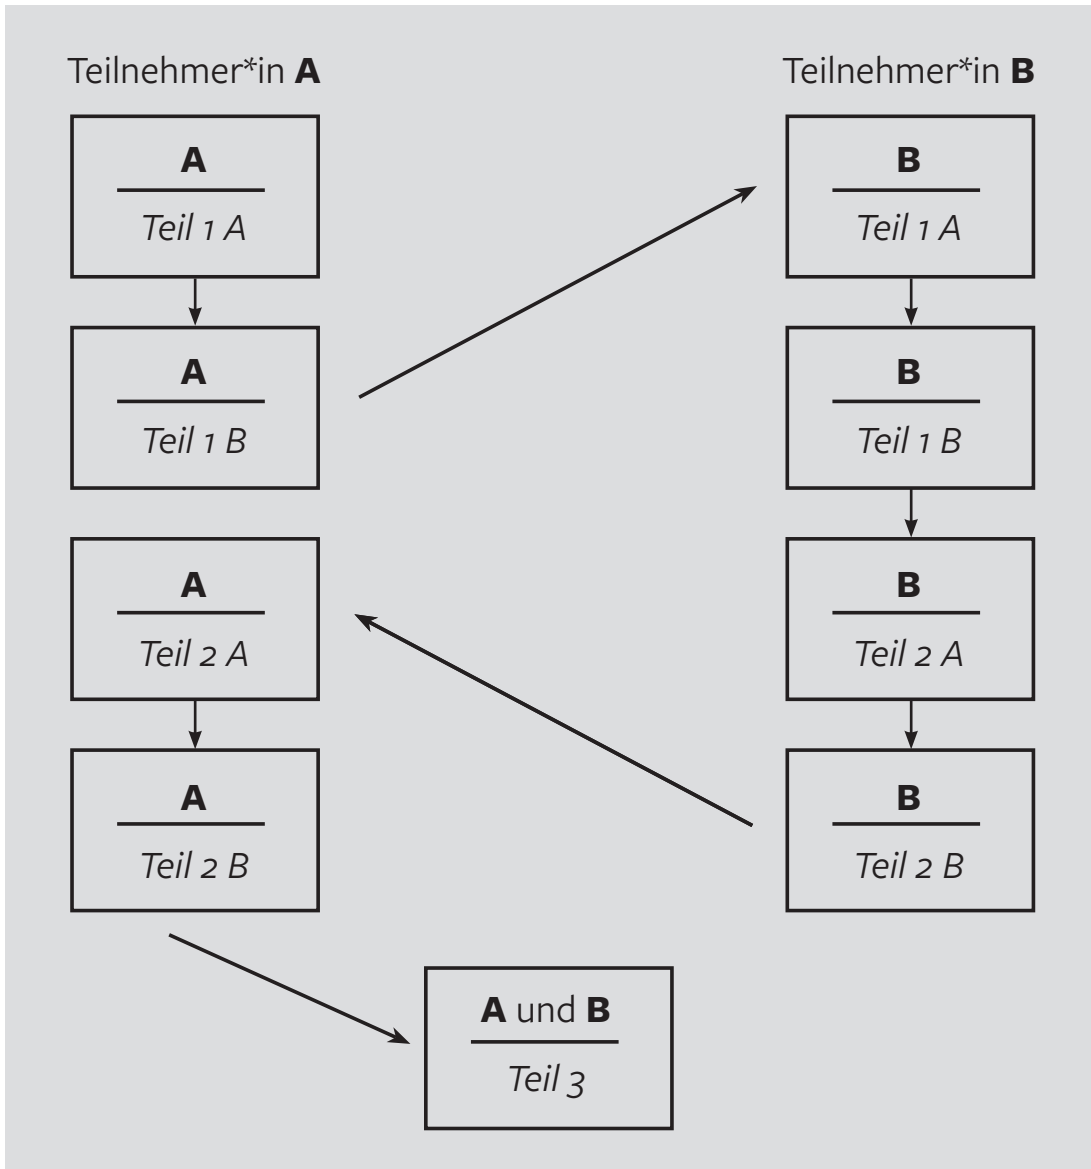 Teilnehmer*in A
Teilnehmer*in B
A
Teil 1 A
B
Teil 1 A
A
Teil 1 B
B
Teil 1 B
A
Teil 2 A
B
Teil 2 A
A
Teil 2 B
B
Teil 2 B
A und B
Teil 3